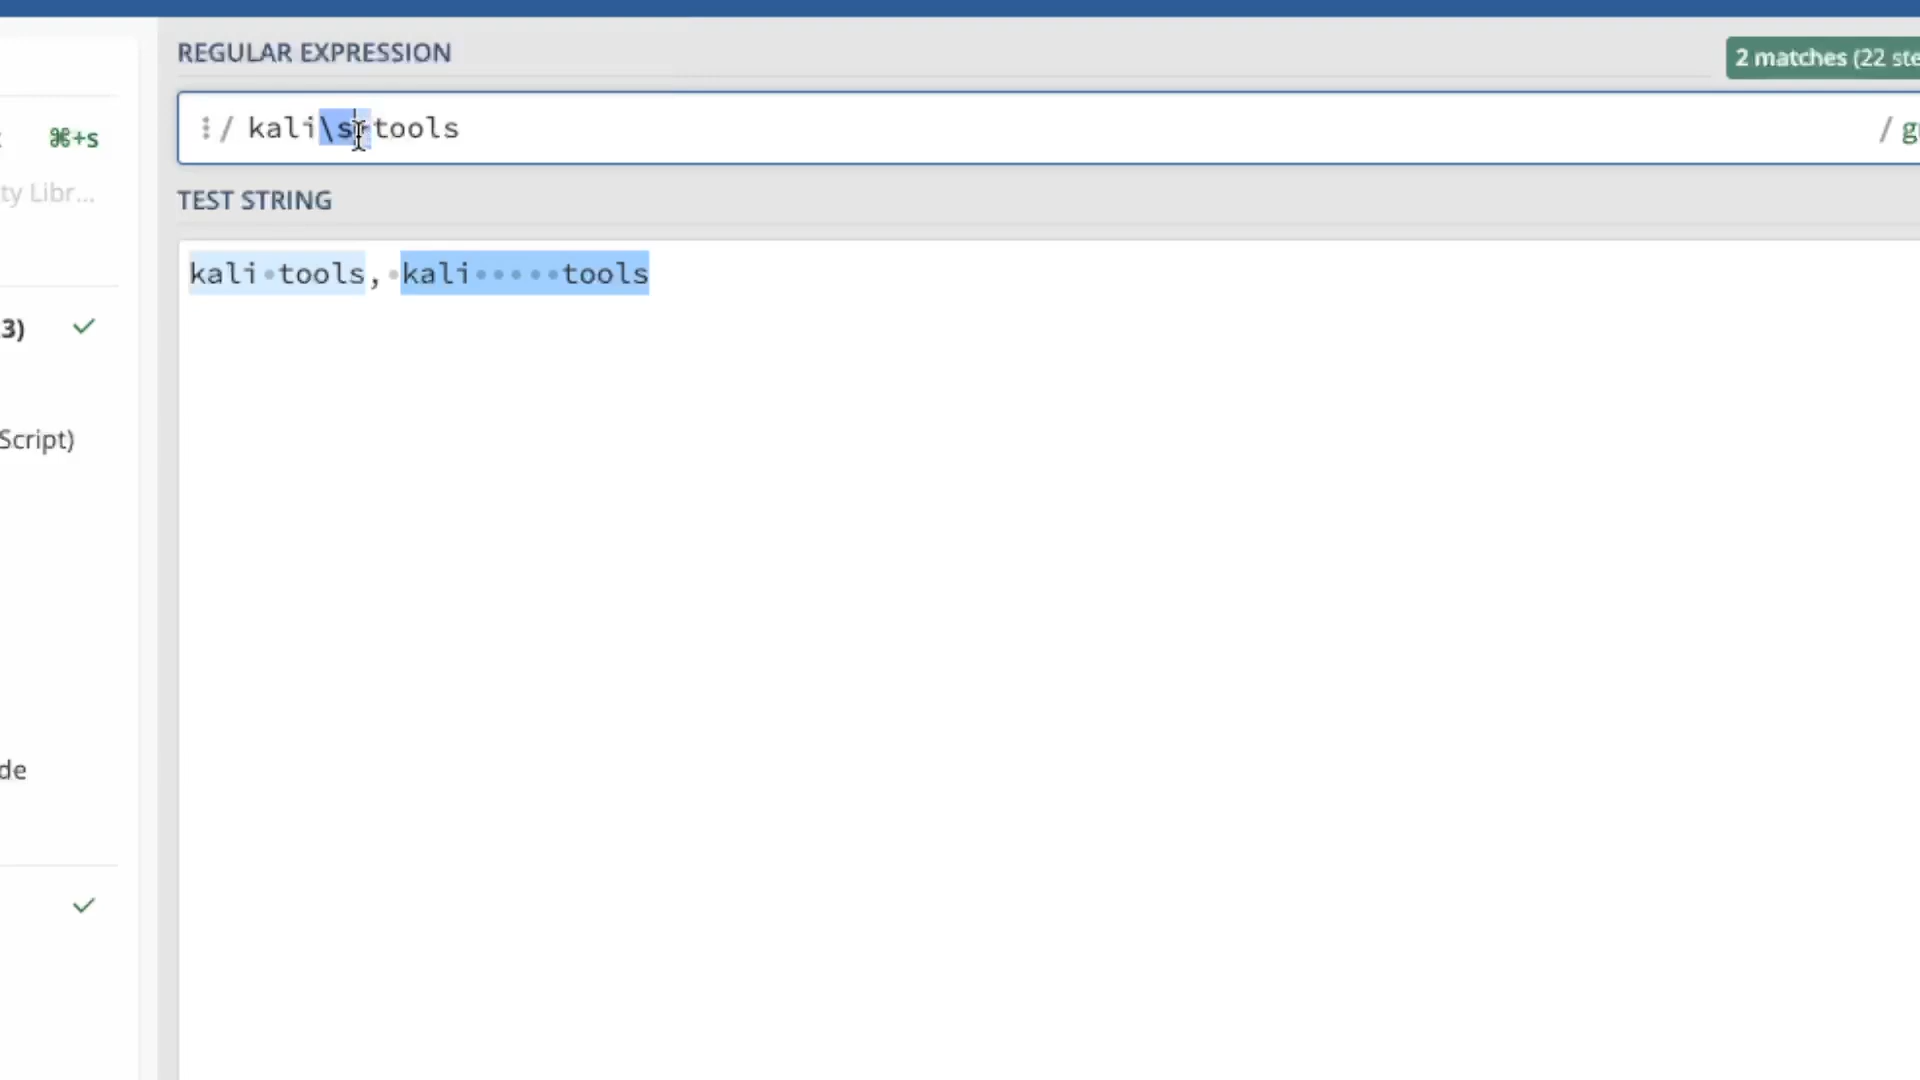 REGULAR EXPRESSION
2 matches (22 ste
⌘+s
/ kali\s+tools
/ g
ty Libr...
TEST STRING
kali·tools,·kali·····tools
3)
Script)
de